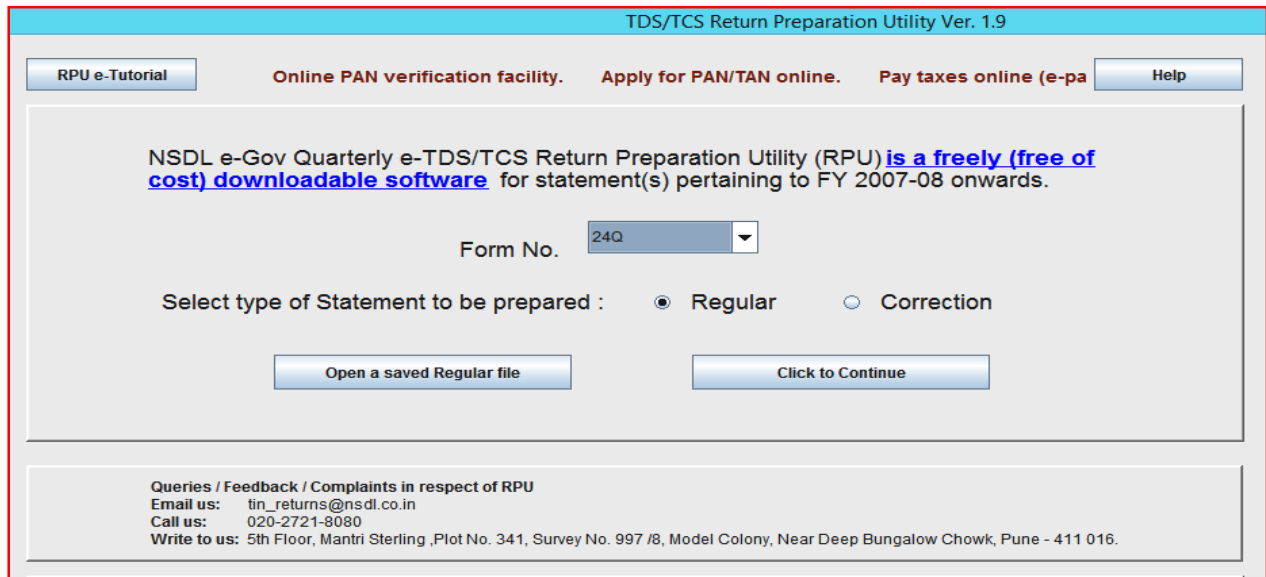 TDS/TCS Return Preparation Utility Ver. 1.9
RPU e-Tutorial
Online PAN verification facility. Apply for PAN/TAN online. Pay taxes online (e-pa
Help
NSDL e-Gov Quarterly e-TDS/TCS Return Preparation Utility (RPU) is a freely (free of
cost) downloadable software for statement(s) pertaining to FY 2007-08 onwards.
Form No. 24Q
Select type of Statement to be prepared : Regular Correction
Open a saved Regular file Click to Continue
Queries / Feedback / Complaints in respect of RPU
Email us: tin_returns@nsdl.co.in
Call us: 020-2721-8080
Write to us: 5th Floor, Mantri Sterling ,Plot No. 341, Survey No. 997 /8, Model Colony, Near Deep Bungalow Chowk, Pune - 411 016.